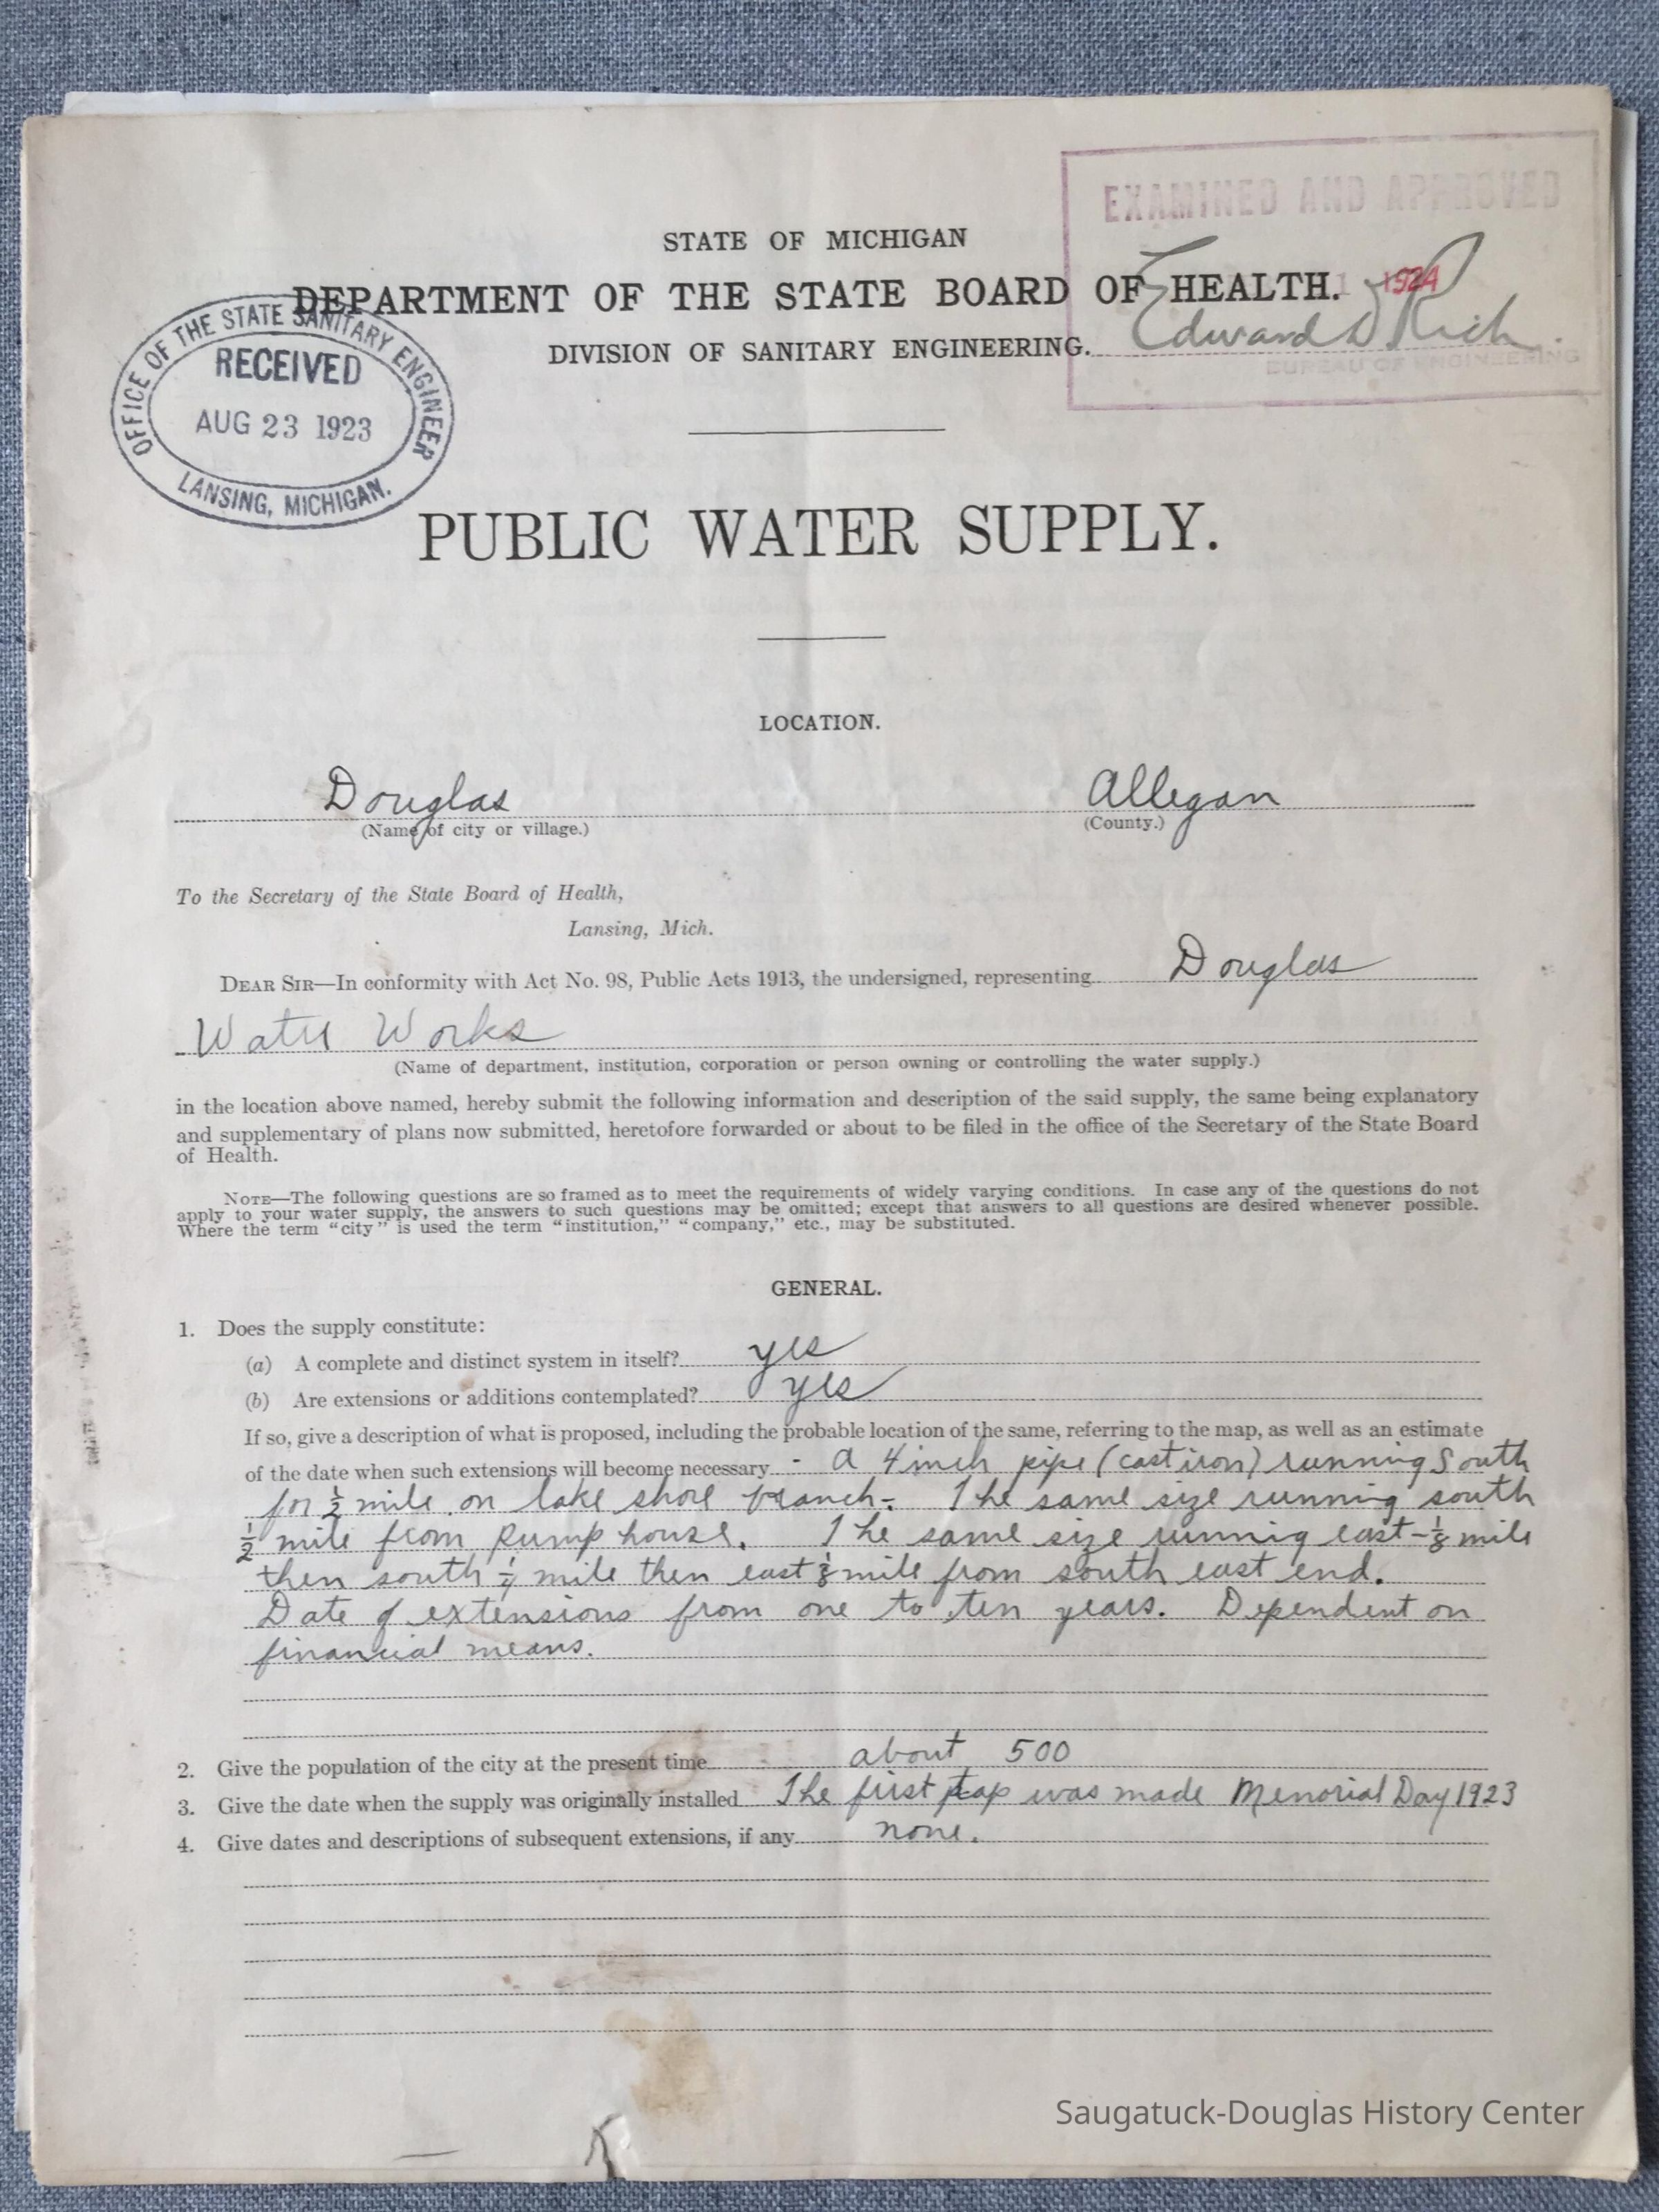 EXAMINED AND APPROVED
STATE OF MICHIGAN
DEPARTMENT OF THE STATE BOARD OF HEALTH.
1924
DIVISION OF SANITARY ENGINEERING.
Edward D Rich
BUREAU OF ENGINEERING
OFFICE OF THE STATE SANITARY ENGINEER
RECEIVED
AUG 23 1923
LANSING, MICHIGAN.
PUBLIC WATER SUPPLY.
LOCATION.
Douglas Allegan
(Name of city or village.) (County.)
To the Secretary of the State Board of Health,
Lansing, Mich.
DEAR SIR—In conformity with Act No. 98, Public Acts 1913, the undersigned, representing Douglas
Water Works
(Name of department, institution, corporation or person owning or controlling the water supply.)
in the location above named, hereby submit the following information and description of the said supply, the same being explanatory
and supplementary of plans now submitted, heretofore forwarded or about to be filed in the office of the Secretary of the State Board
of Health.
NOTE—The following questions are so framed as to meet the requirements of widely varying conditions. In case any of the questions do not
apply to your water supply, the answers to such questions may be omitted; except that answers to all questions are desired whenever possible.
Where the term "city" is used the term "institution," "company," etc., may be substituted.
GENERAL.
1. Does the supply constitute:
(a) A complete and distinct system in itself? yes
(b) Are extensions or additions contemplated? yes
If so, give a description of what is proposed, including the probable location of the same, referring to the map, as well as an estimate
of the date when such extensions will become necessary - A 4 inch pipe (cast iron) running South
for ½ mile on lake shore branch - The same size running south
½ mile from pump house. The same size running east - ⅛ mile
then south ¼ mile then east ⅛ mile from south east end.
Date of extensions from one to ten years. Dependent on
financial means.
2. Give the population of the city at the present time about 500
3. Give the date when the supply was originally installed The first tap was made Memorial Day 1923
4. Give dates and descriptions of subsequent extensions, if any none.
Saugatuck-Douglas History Center